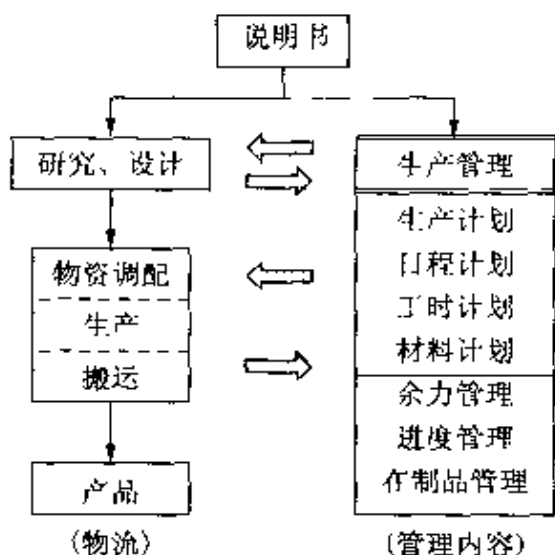 说明书
研究、设计
物资调配
生产
搬运
产品
(物流)
生产管理
生产计划
日程计划
工时计划
材料计划
余力管理
进度管理
在制品管理
(管理内容)